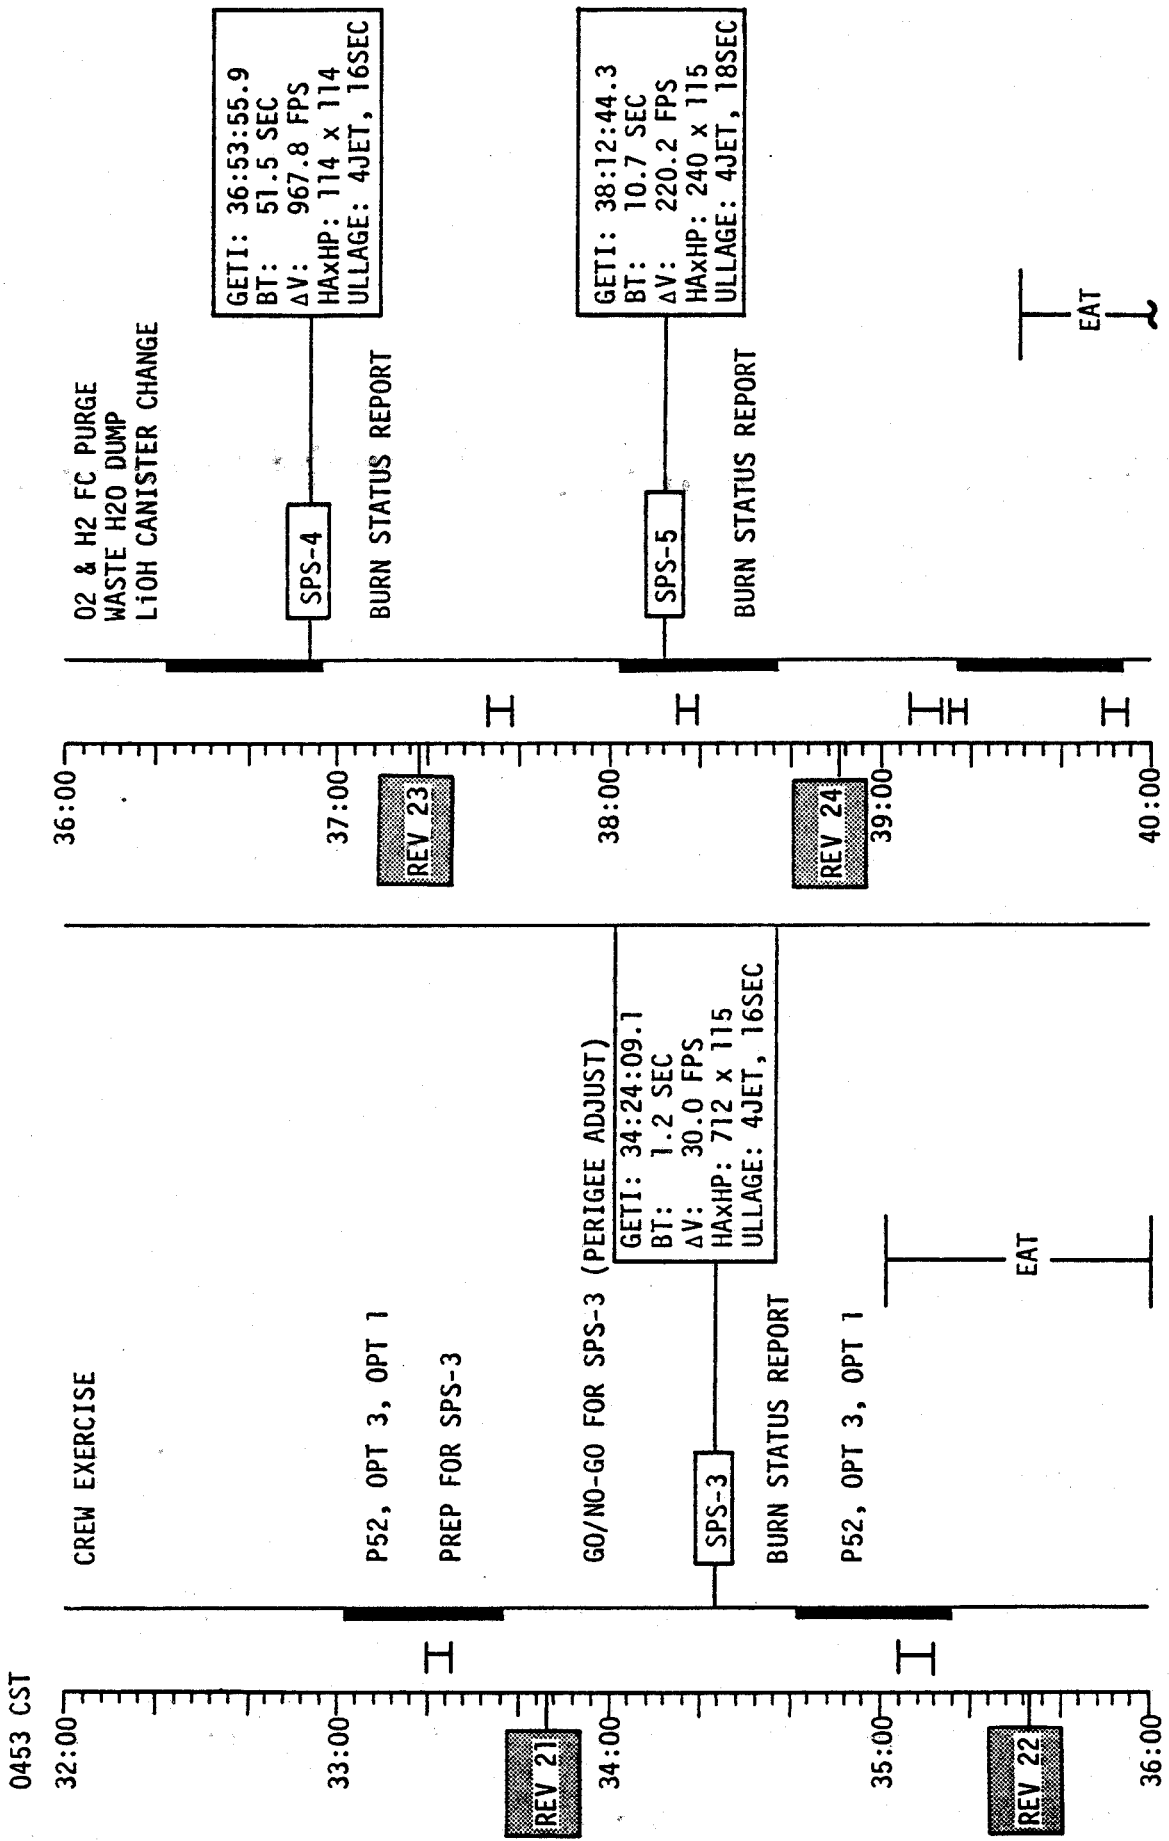 0453 CST
32:00
33:00
REV 21
34:00
35:00
REV 22
36:00
CREW EXERCISE
P52, OPT 3, OPT 1
PREP FOR SPS-3
GO/NO-GO FOR SPS-3 (PERIGEE ADJUST)
SPS-3
GETI: 34:24:09.1
BT: 1.2 SEC
ΔV: 30.0 FPS
HAxHP: 712 x 115
ULLAGE: 4JET, 16SEC
BURN STATUS REPORT
P52, OPT 3, OPT 1
EAT
36:00
37:00
REV 23
38:00
REV 24
39:00
40:00
O2 & H2 FC PURGE
WASTE H2O DUMP
LiOH CANISTER CHANGE
SPS-4
GETI: 36:53:55.9
BT: 51.5 SEC
ΔV: 967.8 FPS
HAxHP: 114 x 114
ULLAGE: 4JET, 16SEC
BURN STATUS REPORT
SPS-5
GETI: 38:12:44.3
BT: 10.7 SEC
ΔV: 220.2 FPS
HAxHP: 240 x 115
ULLAGE: 4JET, 18SEC
BURN STATUS REPORT
EAT